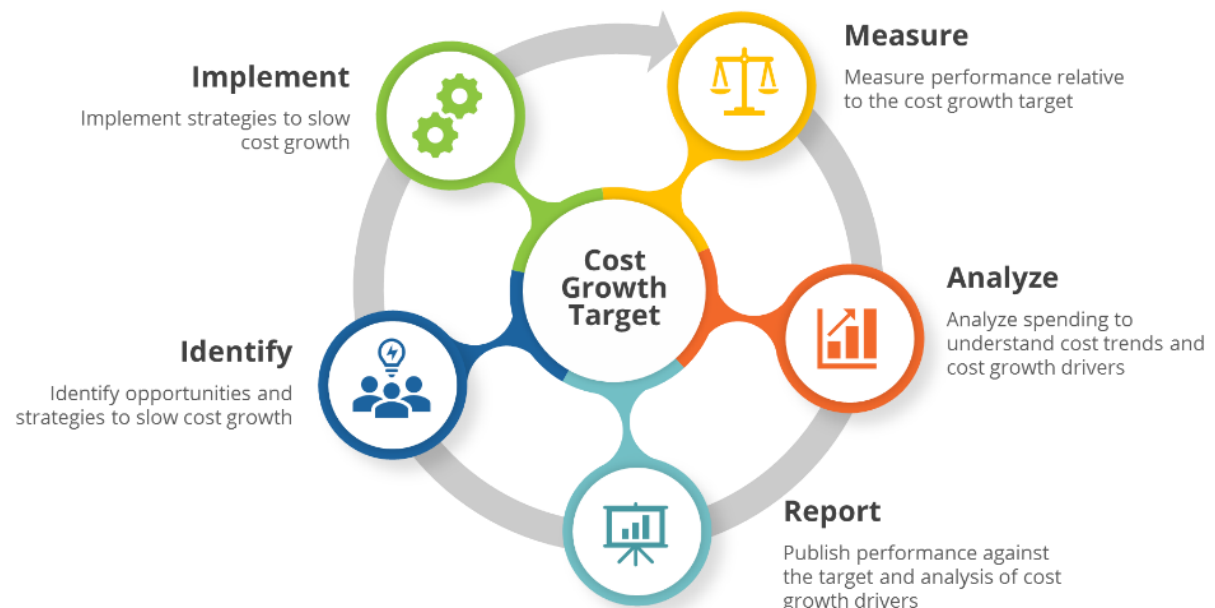 Measure
Measure performance relative
to the cost growth target
Implement
Implement strategies to slow
cost growth
Cost
Growth
Target
Analyze
Analyze spending to
understand cost trends and
cost growth drivers
Identify
Identify opportunities and
strategies to slow cost growth
Report
Publish performance against
the target and analysis of cost
growth drivers